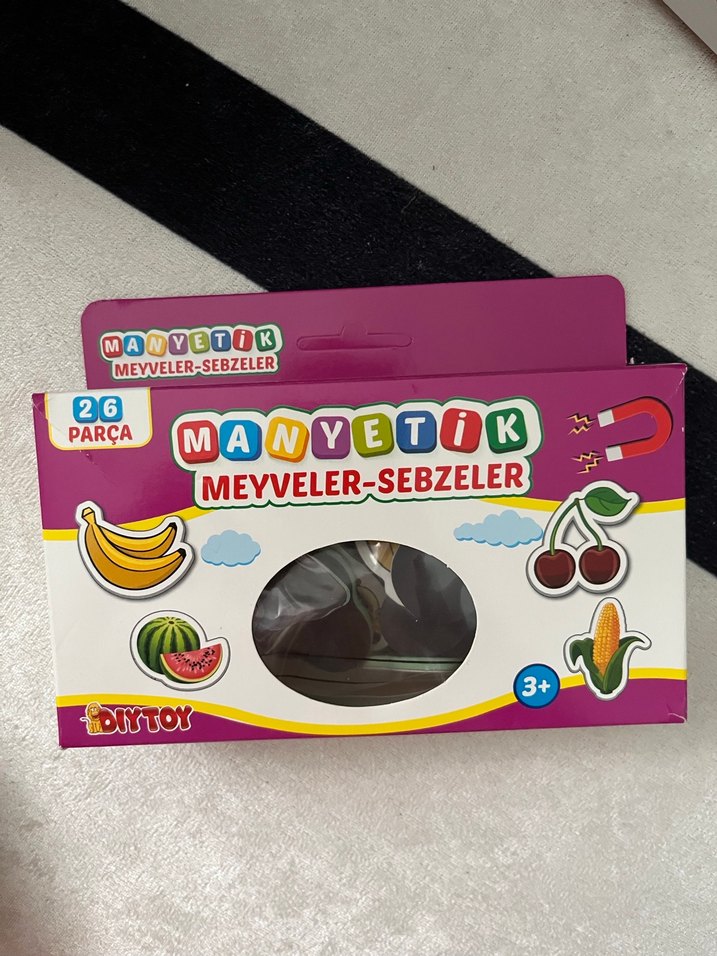 MANYETİK
MEYVELER-SEBZELER
26
PARÇA
MANYETİK
MEYVELER-SEBZELER
3+
DIYTOY